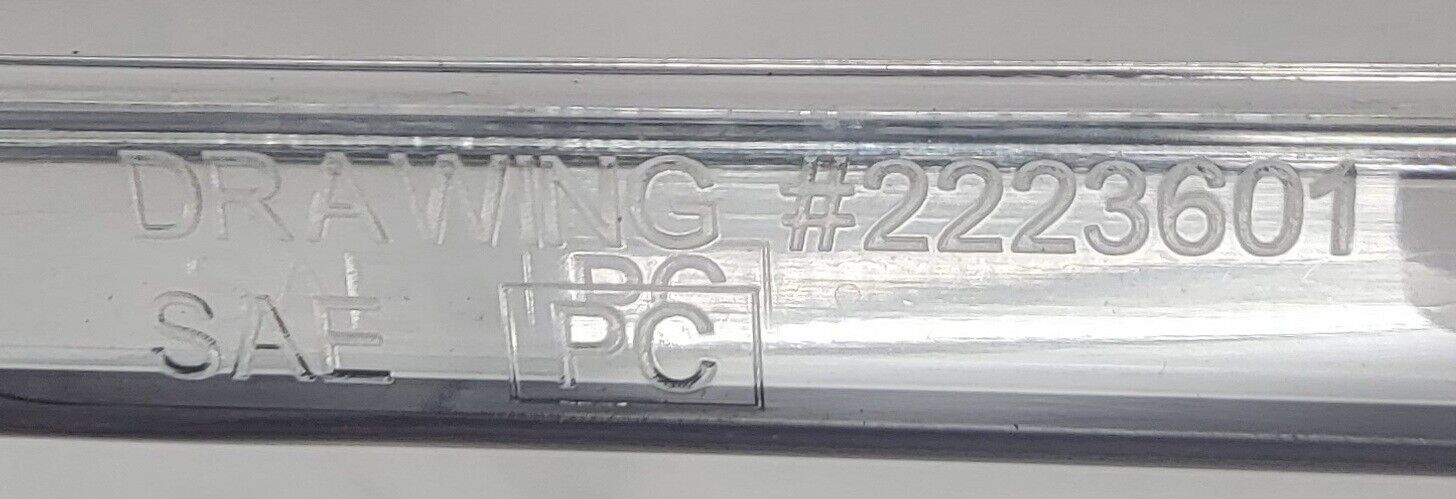 DRAWING #2223601
SAE PC